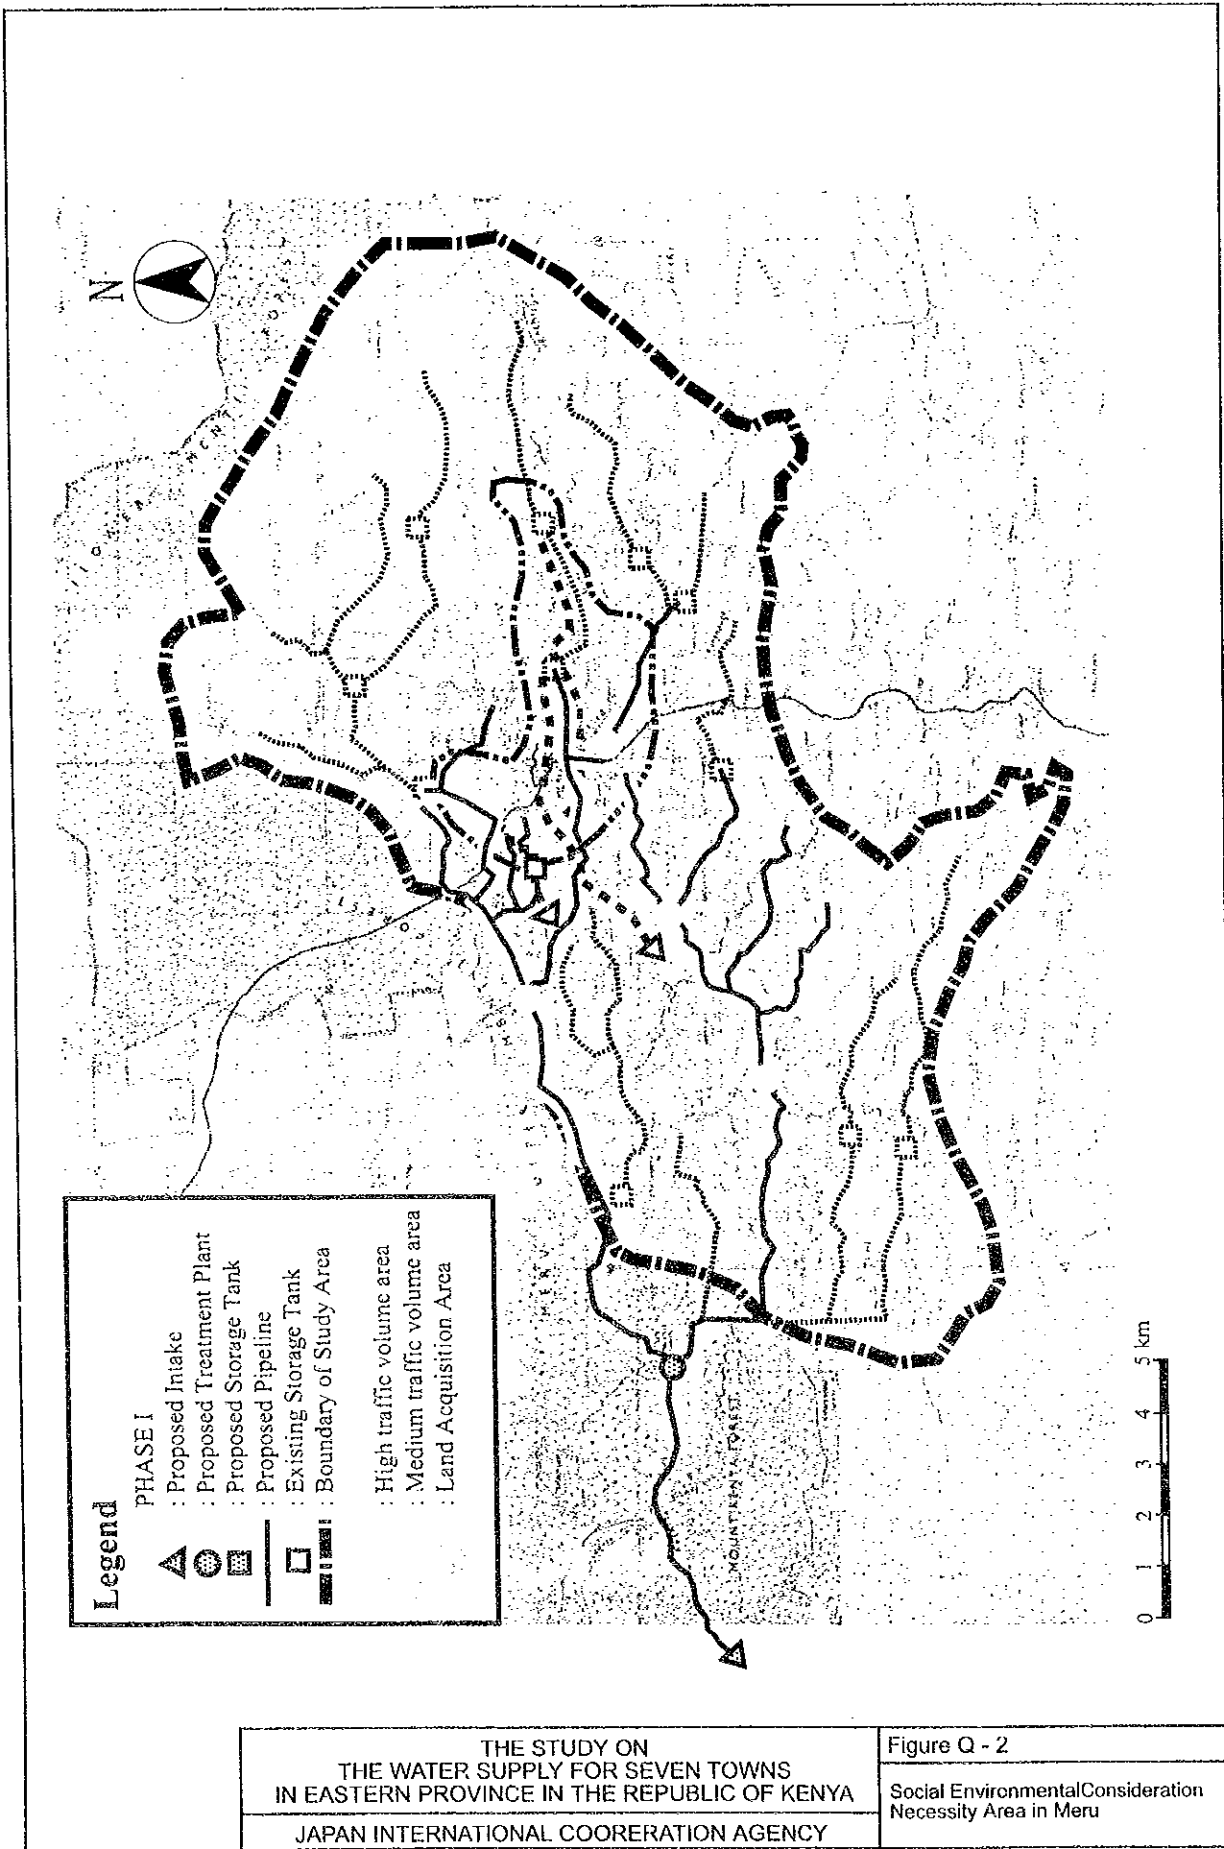 N
Legend
PHASE I
: Proposed Intake
: Proposed Treatment Plant
: Proposed Storage Tank
: Proposed Pipeline
: Existing Storage Tank
: Boundary of Study Area
: High traffic volume area
: Medium traffic volume area
: Land Acquisition Area
MOUNT KENYA FOREST
0 1 2 3 4 5 km
THE STUDY ON
THE WATER SUPPLY FOR SEVEN TOWNS
IN EASTERN PROVINCE IN THE REPUBLIC OF KENYA
JAPAN INTERNATIONAL COORERATION AGENCY
Figure Q - 2
Social EnvironmentalConsideration
Necessity Area in Meru